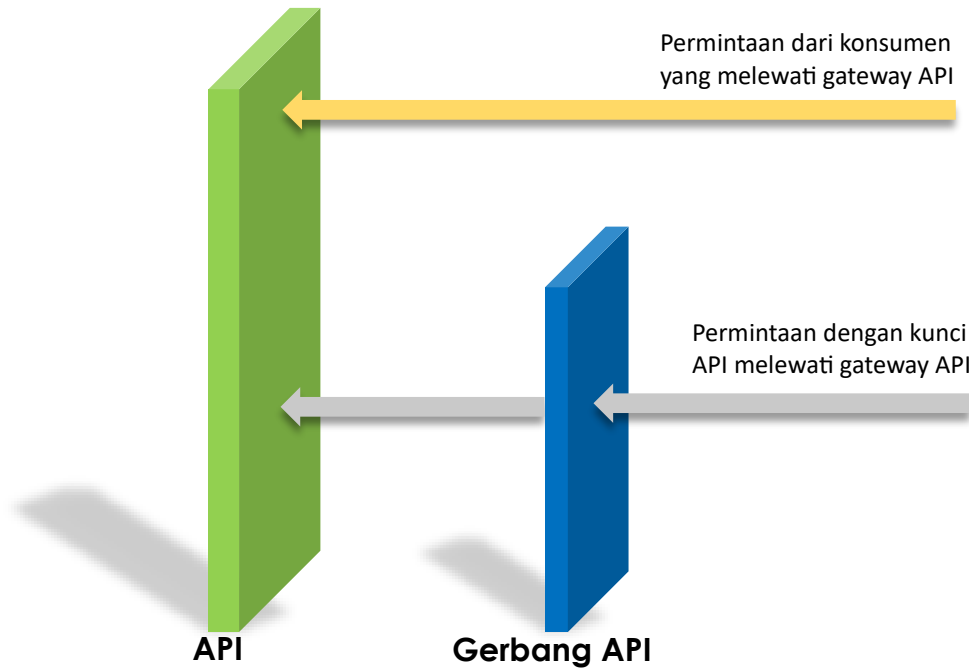 Permintaan dari konsumen
yang melewati gateway API
Permintaan dengan kunci
API melewati gateway API
API
Gerbang API